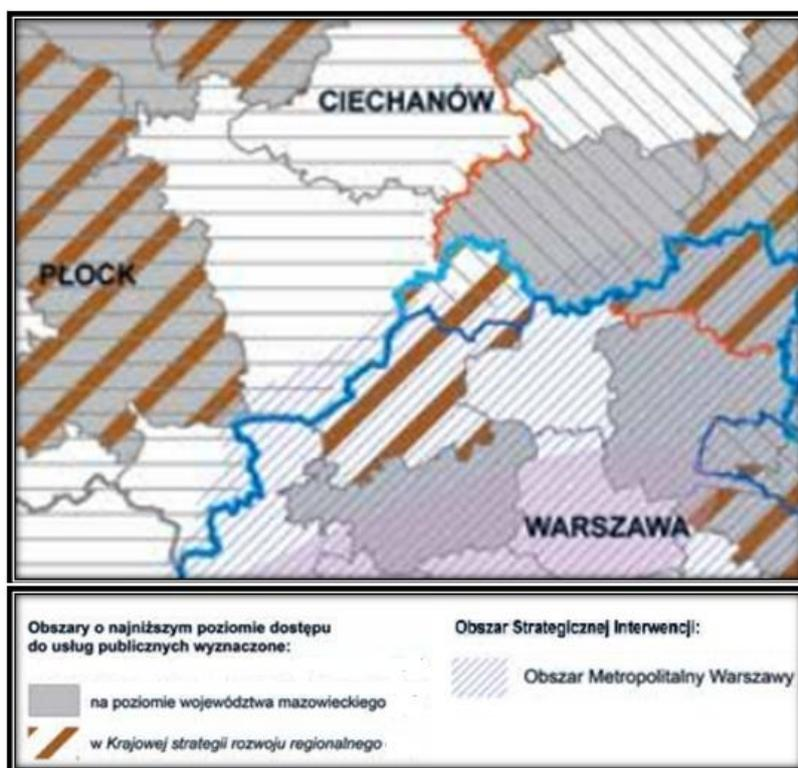 CIECHANÓW
PŁOCK
WARSZAWA
Obszary o najniższym poziomie dostępu
do usług publicznych wyznaczone:
na poziomie województwa mazowieckiego
w Krajowej strategii rozwoju regionalnego
Obszar Strategicznej Interwencji:
Obszar Metropolitalny Warszawy